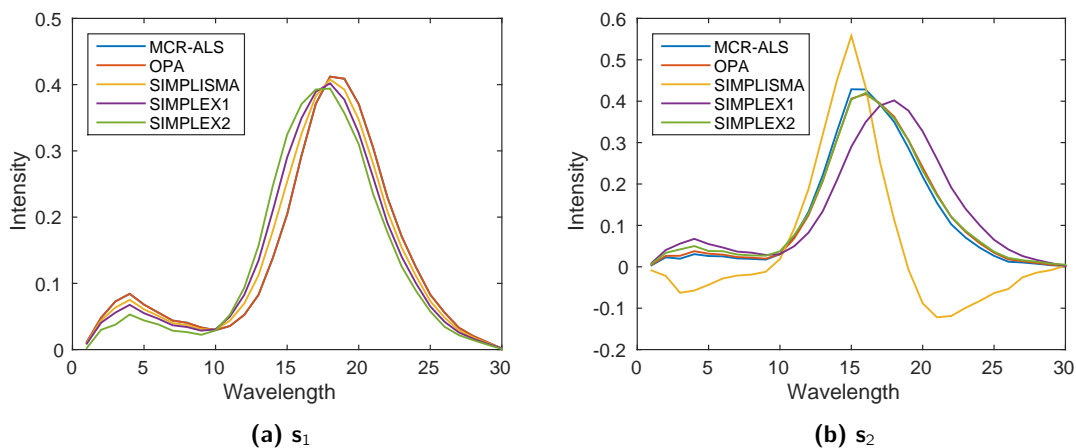 0.5
0.4
0.3
0.2
0.1
0
Intensity
MCR-ALS
OPA
SIMPLISMA
SIMPLEX1
SIMPLEX2
0 5 10 15 20 25 30
Wavelength
(a) s1
0.6
0.5
0.4
0.3
0.2
0.1
0
-0.1
-0.2
Intensity
MCR-ALS
OPA
SIMPLISMA
SIMPLEX1
SIMPLEX2
0 5 10 15 20 25 30
Wavelength
(b) s2